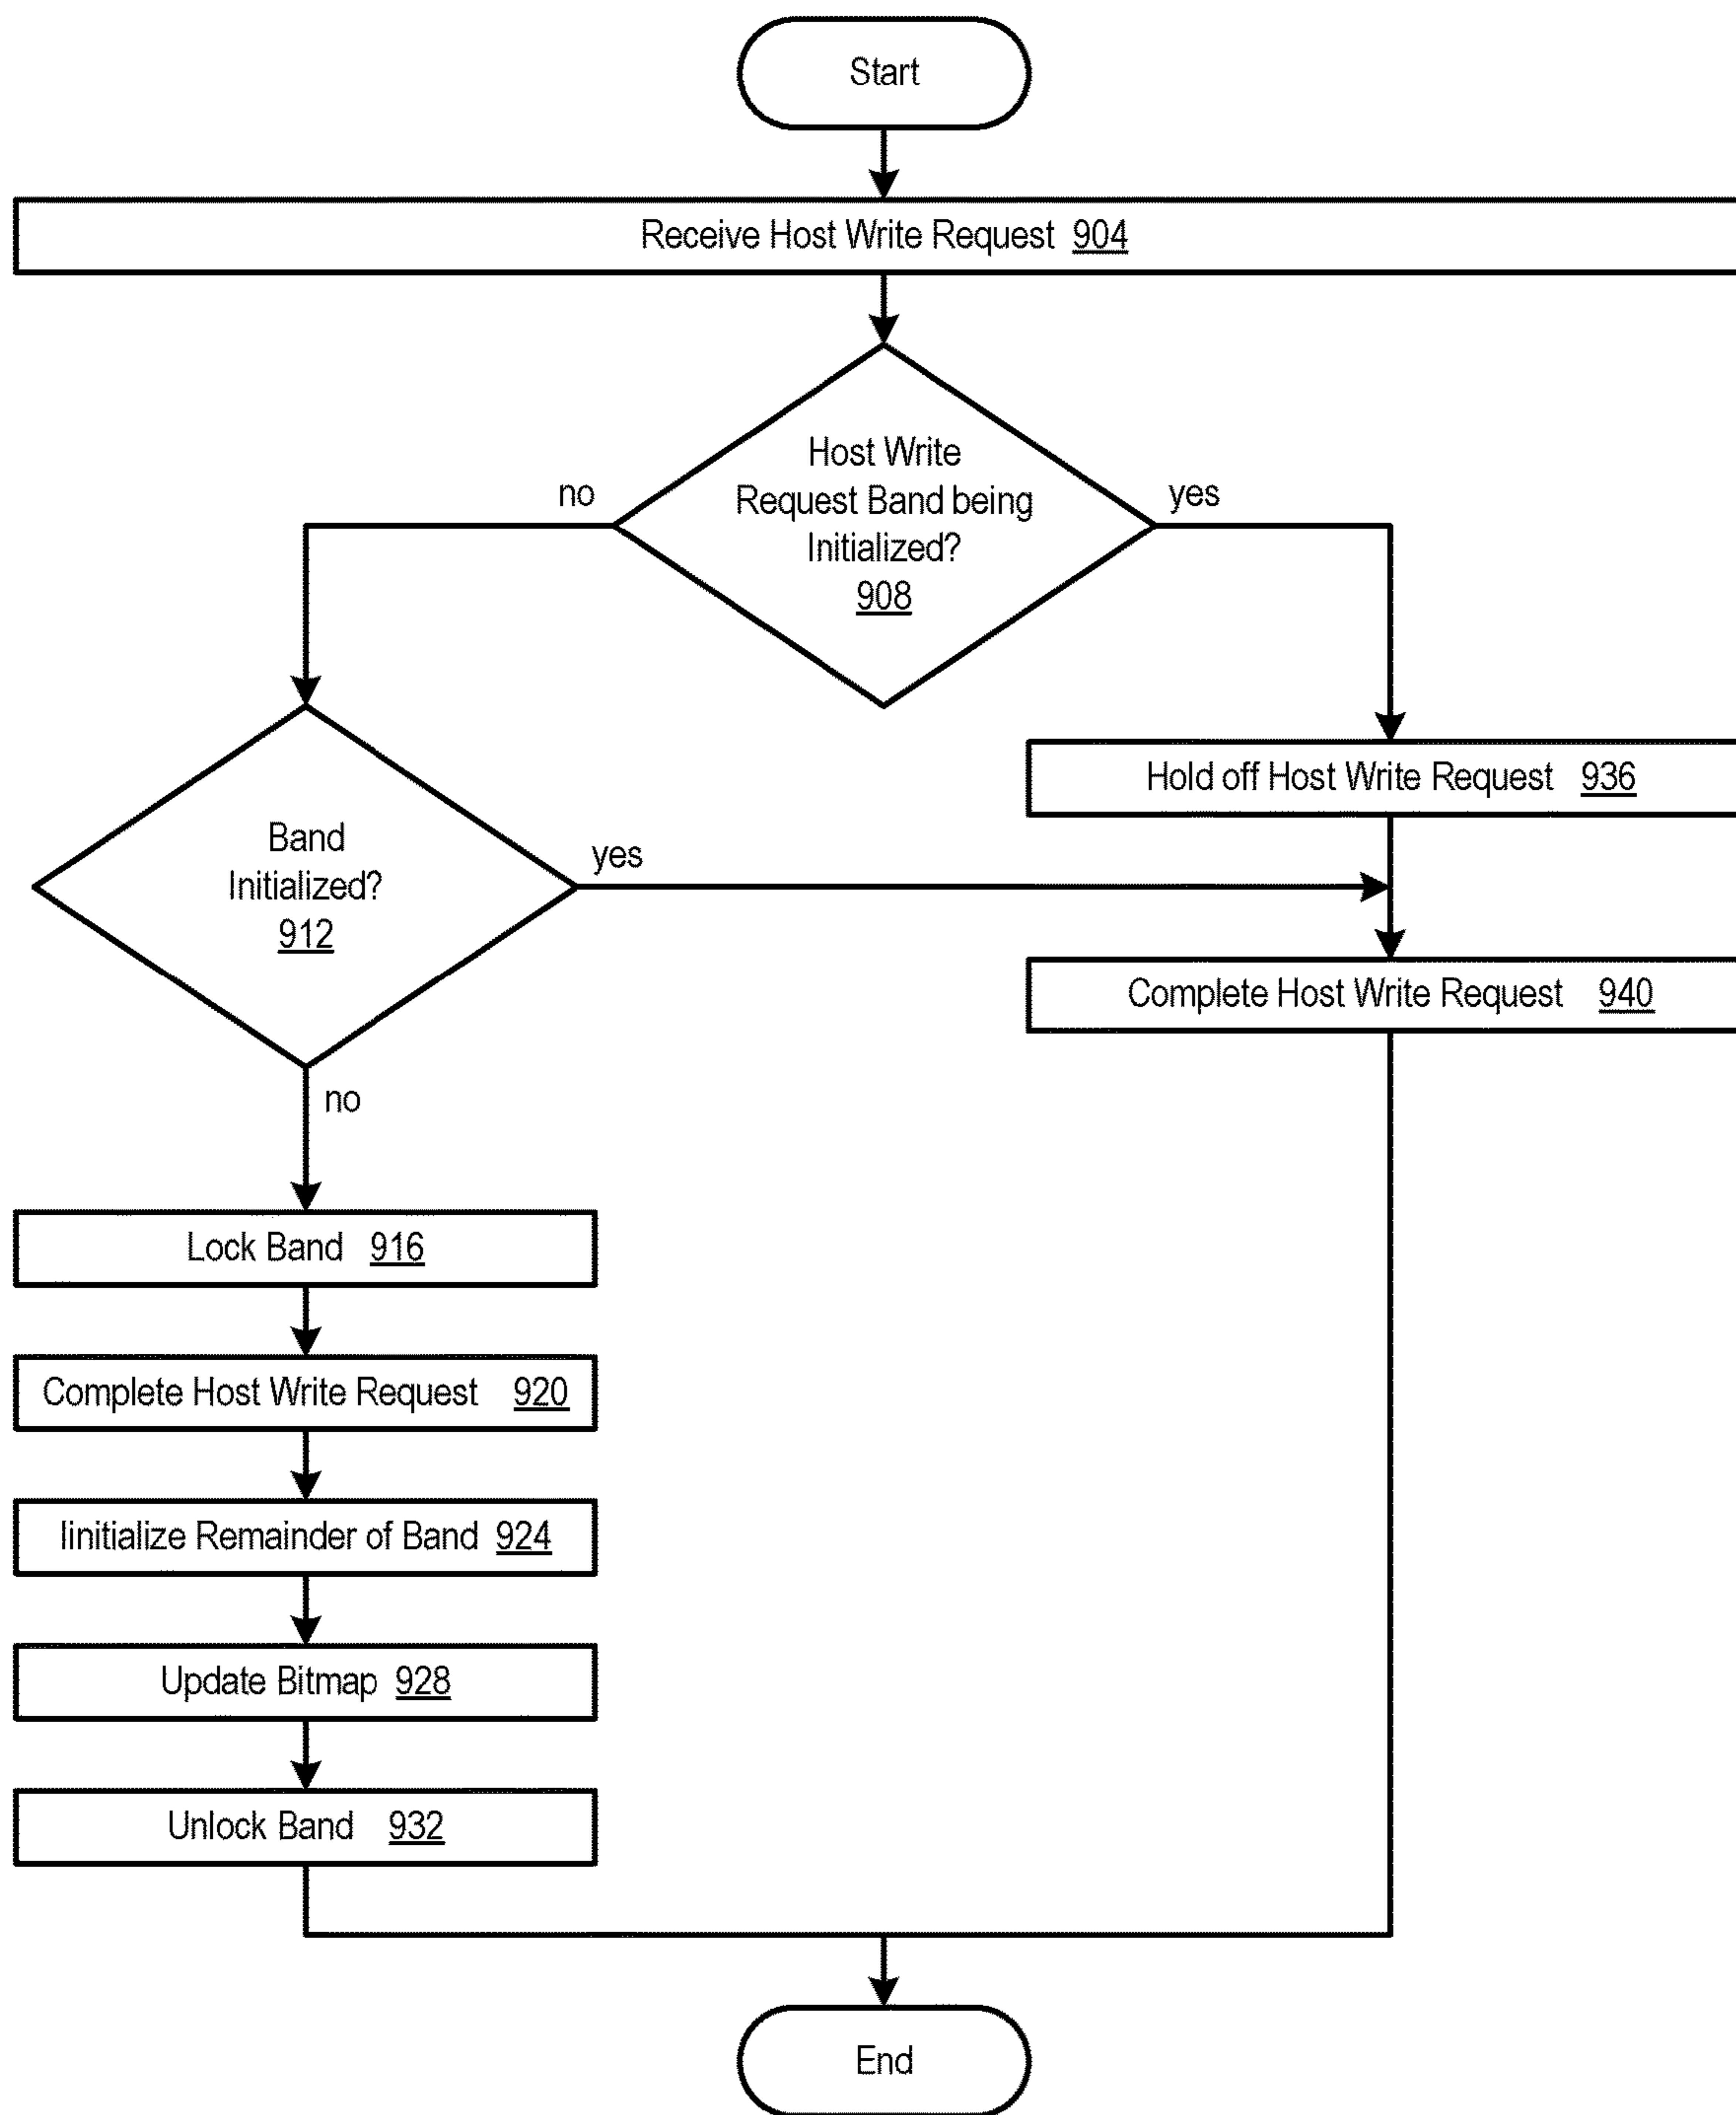 Start
Receive Host Write Request 904
Host Write
Request Band being
Initialized?
908
no
yes
Hold off Host Write Request 936
Band
Initialized?
912
yes
Complete Host Write Request 940
no
Lock Band 916
Complete Host Write Request 920
Iinitialize Remainder of Band 924
Update Bitmap 928
Unlock Band 932
End